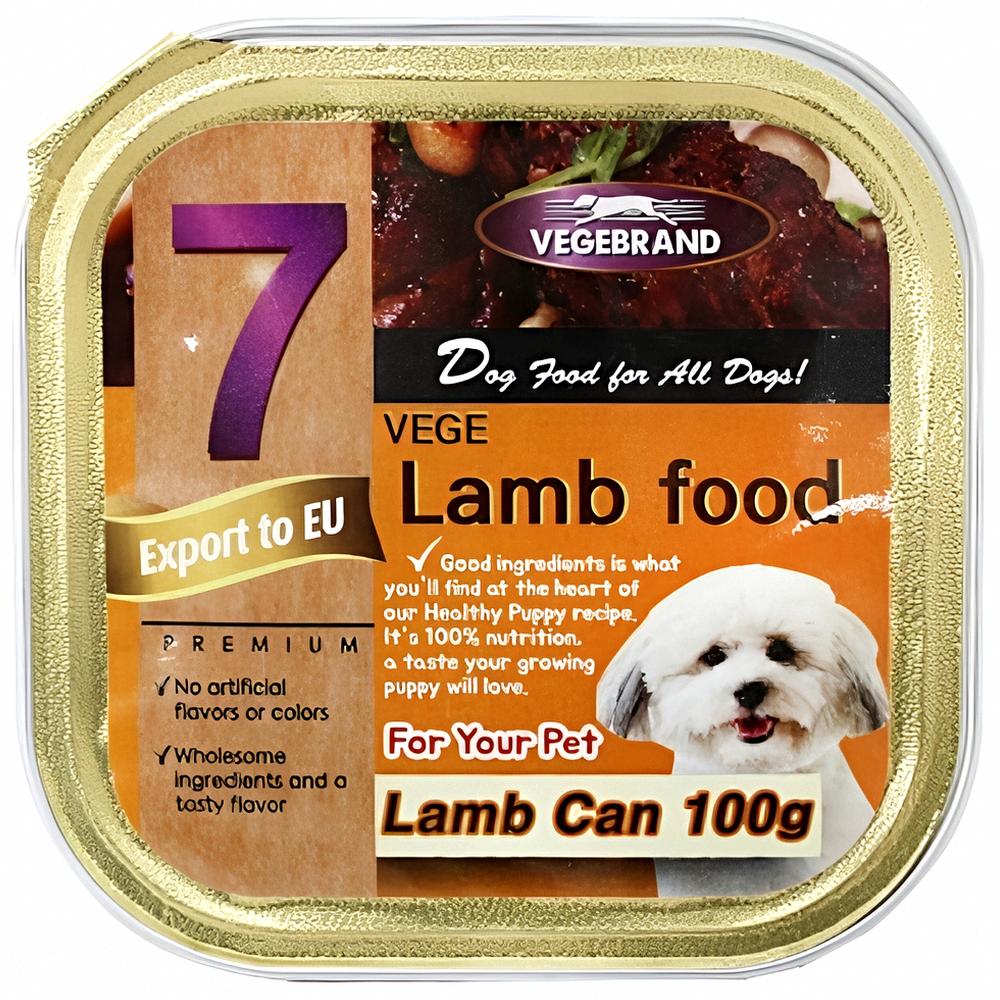 7
VEGEBRAND
Dog Food for All Dogs!
VEGE
Lamb food
Export to EU
PREMIUM
✓ No artificial
flavors or colors
✓ Wholesome
ingredients and a
tasty flavor
✓ Good ingredients is what
you'll find at the heart of
our Healthy Puppy recipe.
It's 100% nutrition.
a taste your growing
puppy will love.
For Your Pet
Lamb Can 100g